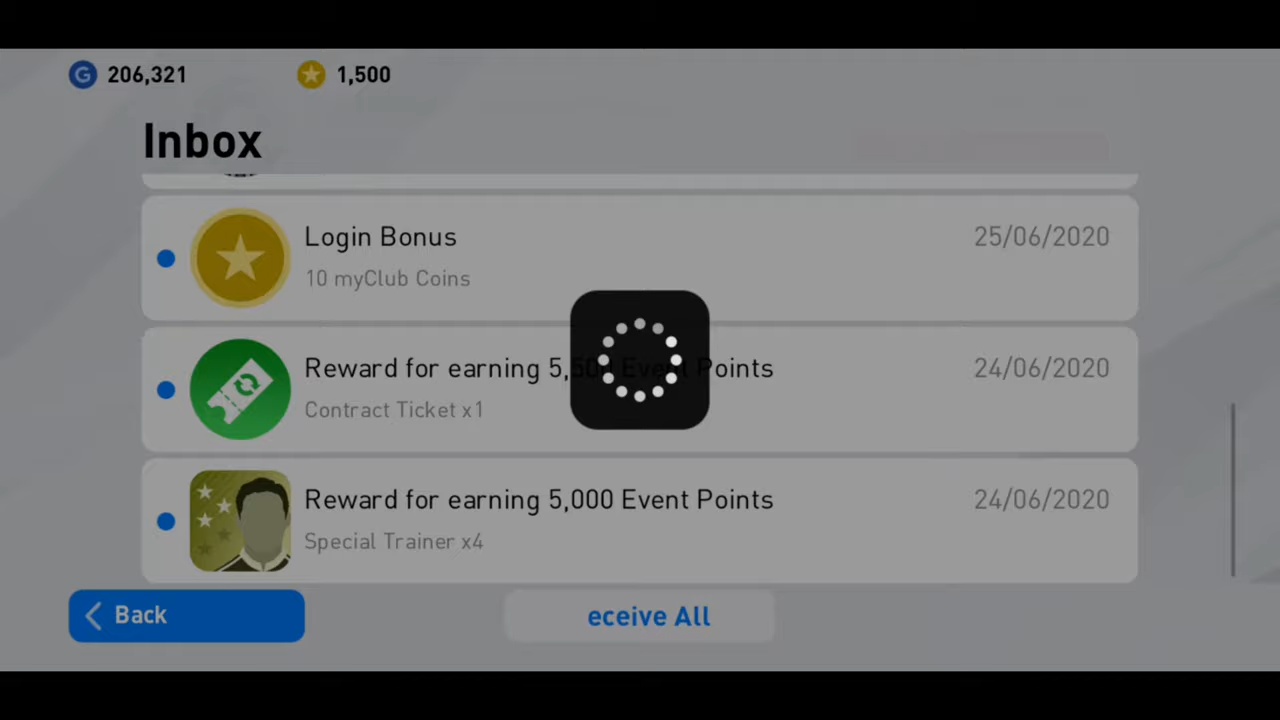 G 206,321 1,500
Inbox
Login Bonus 25/06/2020
10 myClub Coins
Reward for earning 5,500 Event Points 24/06/2020
Contract Ticket x1
Reward for earning 5,000 Event Points 24/06/2020
Special Trainer x4
Back eceive All